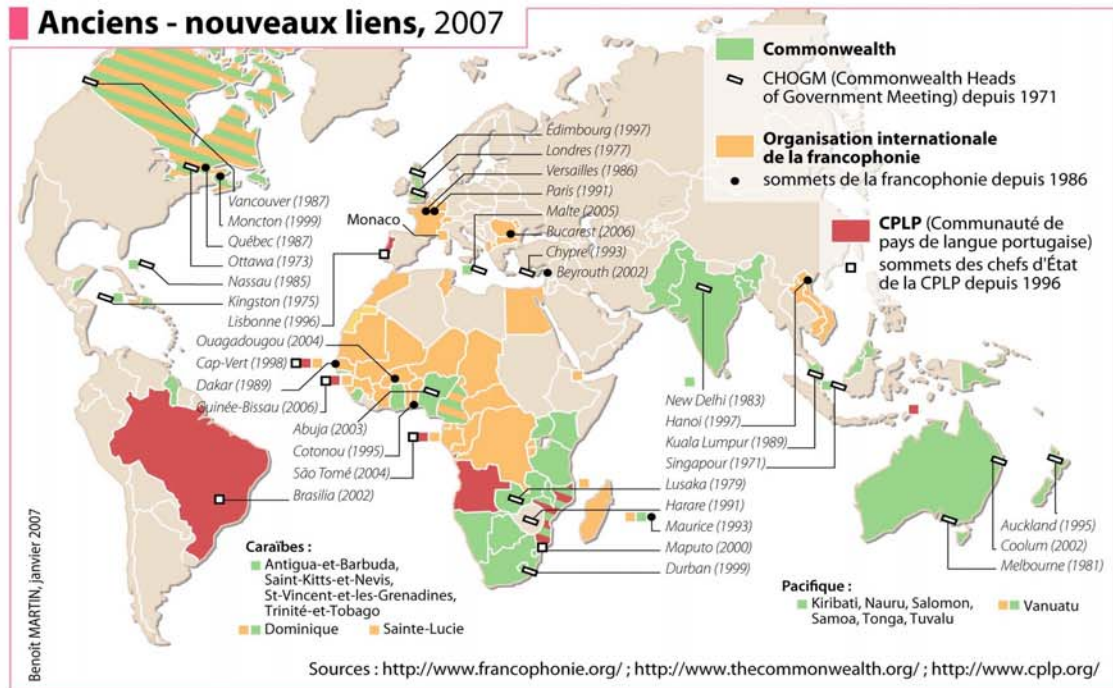 Anciens - nouveaux liens, 2007
Commonwealth
CHOGM (Commonwealth Heads
of Government Meeting) depuis 1971
Organisation internationale
de la francophonie
sommets de la francophonie depuis 1986
CPLP (Communauté de
pays de langue portugaise)
sommets des chefs d'État
de la CPLP depuis 1996
Édimbourg (1997)
Londres (1977)
Versailles (1986)
Paris (1991)
Malte (2005)
Bucarest (2006)
Chypre (1993)
Beyrouth (2002)
Monaco
Vancouver (1987)
Moncton (1999)
Québec (1987)
Ottawa (1973)
Nassau (1985)
Kingston (1975)
Lisbonne (1996)
Ouagadougou (2004)
Cap-Vert (1998)
Dakar (1989)
Guinée-Bissau (2006)
Abuja (2003)
Cotonou (1995)
São Tomé (2004)
Brasilia (2002)
New Delhi (1983)
Hanoi (1997)
Kuala Lumpur (1989)
Singapour (1971)
Lusaka (1979)
Harare (1991)
Maurice (1993)
Maputo (2000)
Durban (1999)
Auckland (1995)
Coolum (2002)
Melbourne (1981)
Caraïbes :
Antigua-et-Barbuda,
Saint-Kitts-et-Nevis,
St-Vincent-et-les-Grenadines,
Trinité-et-Tobago
Dominique
Sainte-Lucie
Pacifique :
Kiribati, Nauru, Salomon,
Samoa, Tonga, Tuvalu
Vanuatu
Benoît MARTIN, janvier 2007
Sources : http://www.francophonie.org/ ; http://www.thecommonwealth.org/ ; http://www.cplp.org/